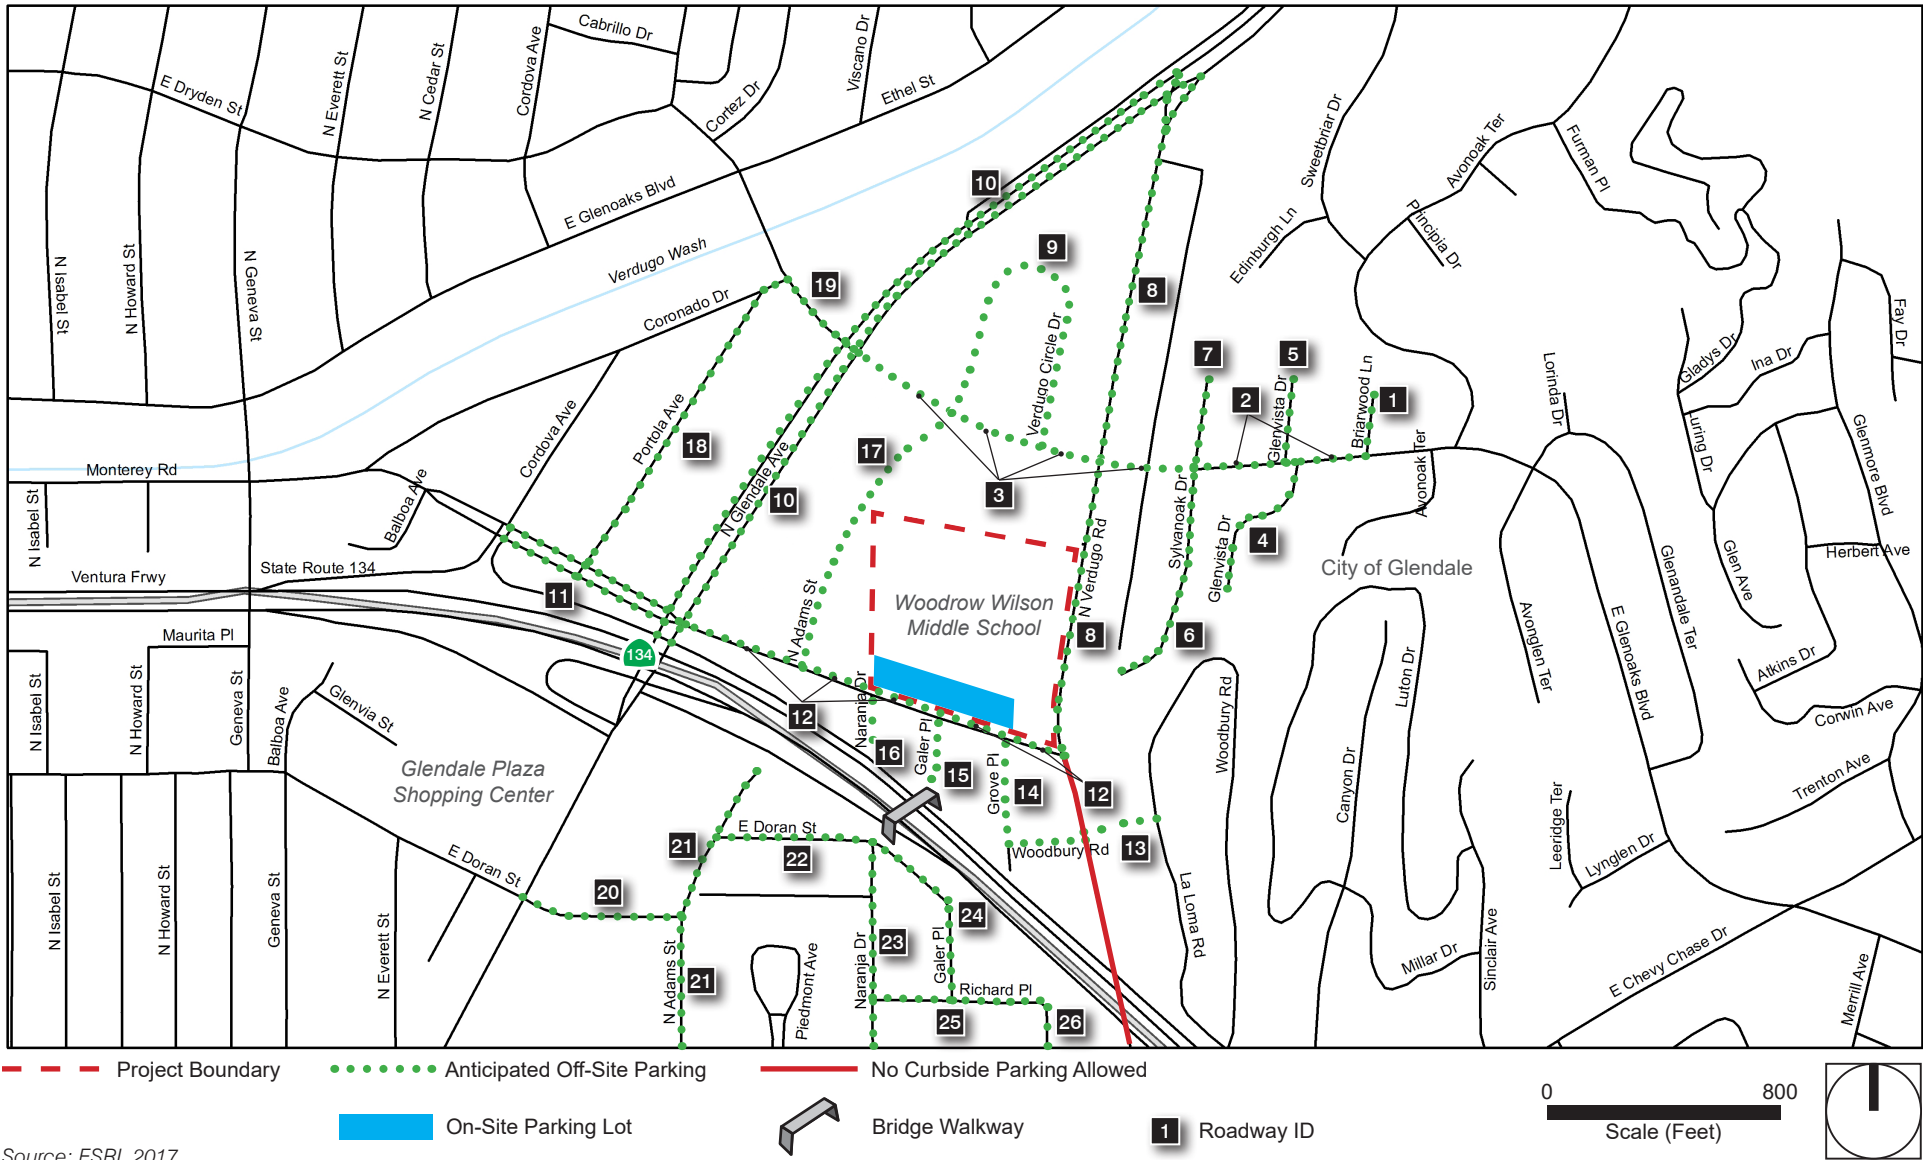 Cabrillo Dr
Viscano Dr
Cordova Ave
N Everett St
N Cedar St
E Dryden St
Cortez Dr
Ethel St
Sweetbriar Dr
Avonoak Ter
Furman Pl
10
E Glenoaks Blvd
Principia Dr
Edinburgh Ln
9
Verdugo Wash
N Isabel St
N Howard St
N Geneva St
19
8
Coronado Dr
Fay Dr
Verdugo Circle Dr
7
5
Gladys Dr
Ina Dr
Lorinda Dr
Briarwood Ln
Glenvista Dr
2
1
Portola Ave
Cordova Ave
18
17
Monterey Rd
Balboa Ave
N Glendale Ave
10
3
Avonoak Ter
Turing Dr
Glenmore Blvd
N Isabel St
Sylvanoak Dr
Glenvista Dr
4
N Verdugo Rd
Herbert Ave
City of Glendale
State Route 134
Ventura Frwy
11
Glen Ave
Glenandale Ter
Woodrow Wilson
Middle School
N Adams St
Maurita Pl
8
6
134
Avonglen Ter
E Glenoaks Blvd
Atkins Dr
N Isabel St
N Howard St
Geneva St
Balboa Ave
Glenvia St
Naranja Dr
12
Luton Dr
Woodbury Rd
Corwin Ave
Galer Pl
16
15
Grove Pl
14
12
Glendale Plaza
Shopping Center
Canyon Dr
Trenton Ave
Leeridge Ter
E Doran St
21
22
Woodbury Rd
13
Lynglen Dr
E Doran St
20
N Isabel St
N Howard St
Geneva St
N Everett St
24
La Loma Rd
23
Naranja Dr
Galer Pl
Millar Dr
Sinclair Ave
E Chevy Chase Dr
N Adams St
21
Piedmont Ave
Richard Pl
25
26
Merrill Ave
Project Boundary
Anticipated Off-Site Parking
No Curbside Parking Allowed
0
800
Scale (Feet)
On-Site Parking Lot
Bridge Walkway
1
Roadway ID
Source: ESRI, 2017